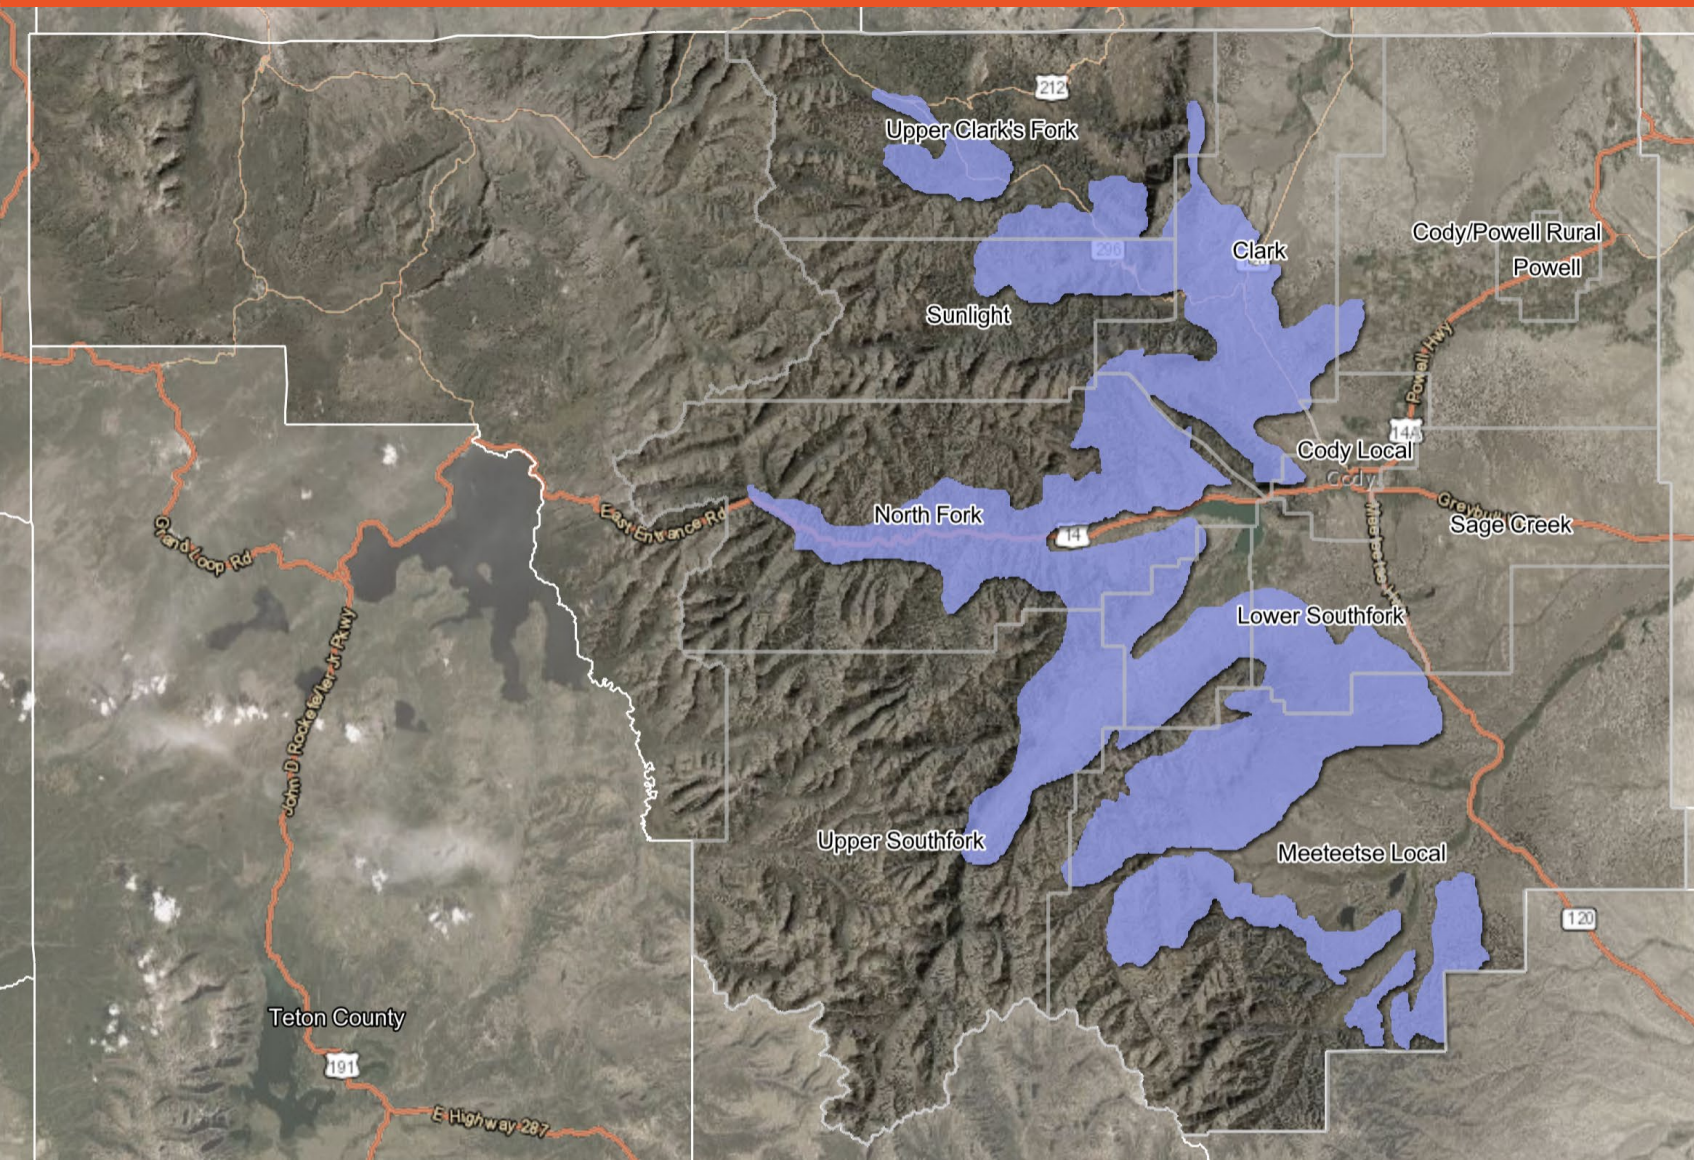 212
Upper Clark's Fork
Cody/Powell Rural
296
Clark
Powell
Sunlight
Powell Hwy
14A
Cody Local
Cody
East Entrance Rd
North Fork
Sage Creek
Grand Loop Rd
14
Lower Southfork
John D Rockefeller Jr Pkwy
Upper Southfork
Meeteetse Local
120
Teton County
191
E Highway 287